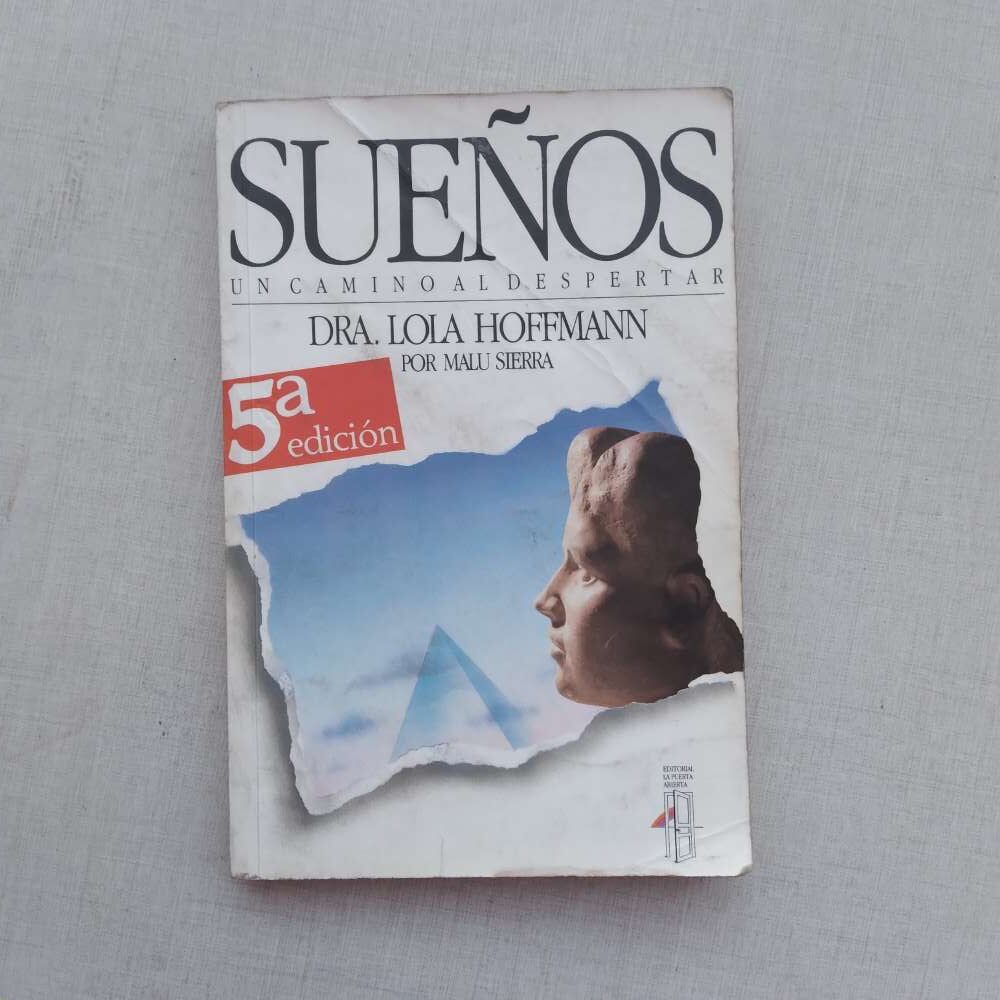 SUEÑOS
UN CAMINO AL DESPERTAR
DRA. LOLA HOFFMANN
POR MALU SIERRA
5a
edición
EDITORIAL
LA PUERTA
ABIERTA